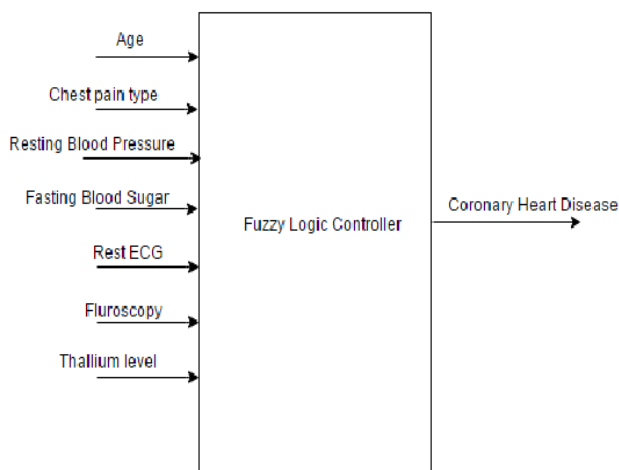 Age
Chest pain type
Resting Blood Pressure
Fasting Blood Sugar
Rest ECG
Fluroscopy
Thallium level
Fuzzy Logic Controller
Coronary Heart Disease